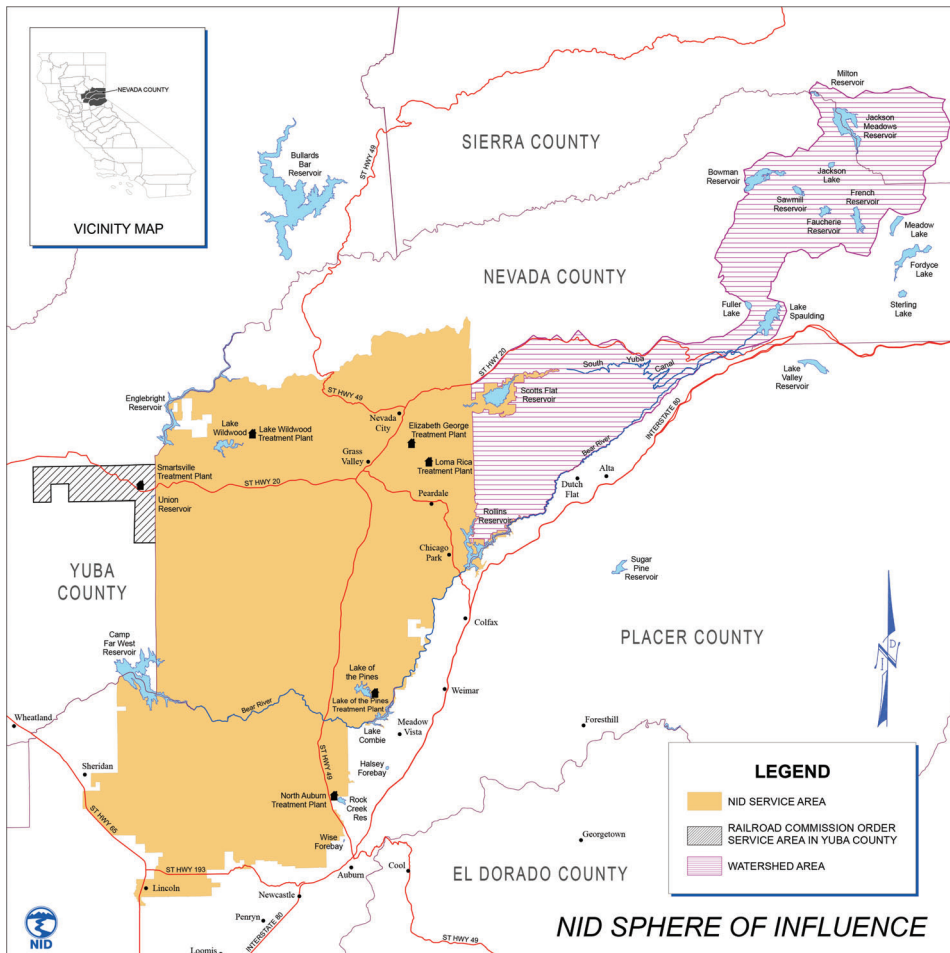 NEVADA COUNTY
VICINITY MAP
Milton
Reservoir
Jackson
Meadows
Reservoir
SIERRA COUNTY
ST HWY 49
Bullards
Bar
Reservoir
Bowman
Reservoir
Jackson
Lake
Sawmill
Reservoir
French
Reservoir
Faucherie
Reservoir
Meadow
Lake
Fordyce
Lake
Sterling
Lake
NEVADA COUNTY
Fuller
Lake
Lake
Spaulding
Lake
Valley
Reservoir
ST HWY 20
South
Yuba
Canal
INTERSTATE 80
Englebright
Reservoir
ST HWY 49
Scotts Flat
Reservoir
Nevada
City
Lake
Wildwood
Lake Wildwood
Treatment Plant
Elizabeth George
Treatment Plant
Grass
Valley
Loma Rica
Treatment Plant
Bear River
Alta
Dutch
Flat
Smartsville
Treatment Plant
ST HWY 20
Union
Reservoir
Peardale
Rollins
Reservoir
Chicago
Park
YUBA
COUNTY
Sugar
Pine
Reservoir
Colfax
PLACER COUNTY
Camp
Far West
Reservoir
Lake of
the Pines
Lake of the Pines
Treatment Plant
Weimar
Bear River
Wheatland
Lake
Combie
Meadow
Vista
Foresthill
Sheridan
Halsey
Forebay
ST HWY 49
North Auburn
Treatment Plant
Rock
Creek
Res
Wise
Forebay
ST HWY 65
Georgetown
ST HWY 193
Auburn
Cool
EL DORADO COUNTY
Lincoln
Newcastle
Penryn
INTERSTATE 80
Loomis
ST HWY 49
N
I
D
LEGEND
NID SERVICE AREA
RAILROAD COMMISSION ORDER
SERVICE AREA IN YUBA COUNTY
WATERSHED AREA
NID
NID SPHERE OF INFLUENCE